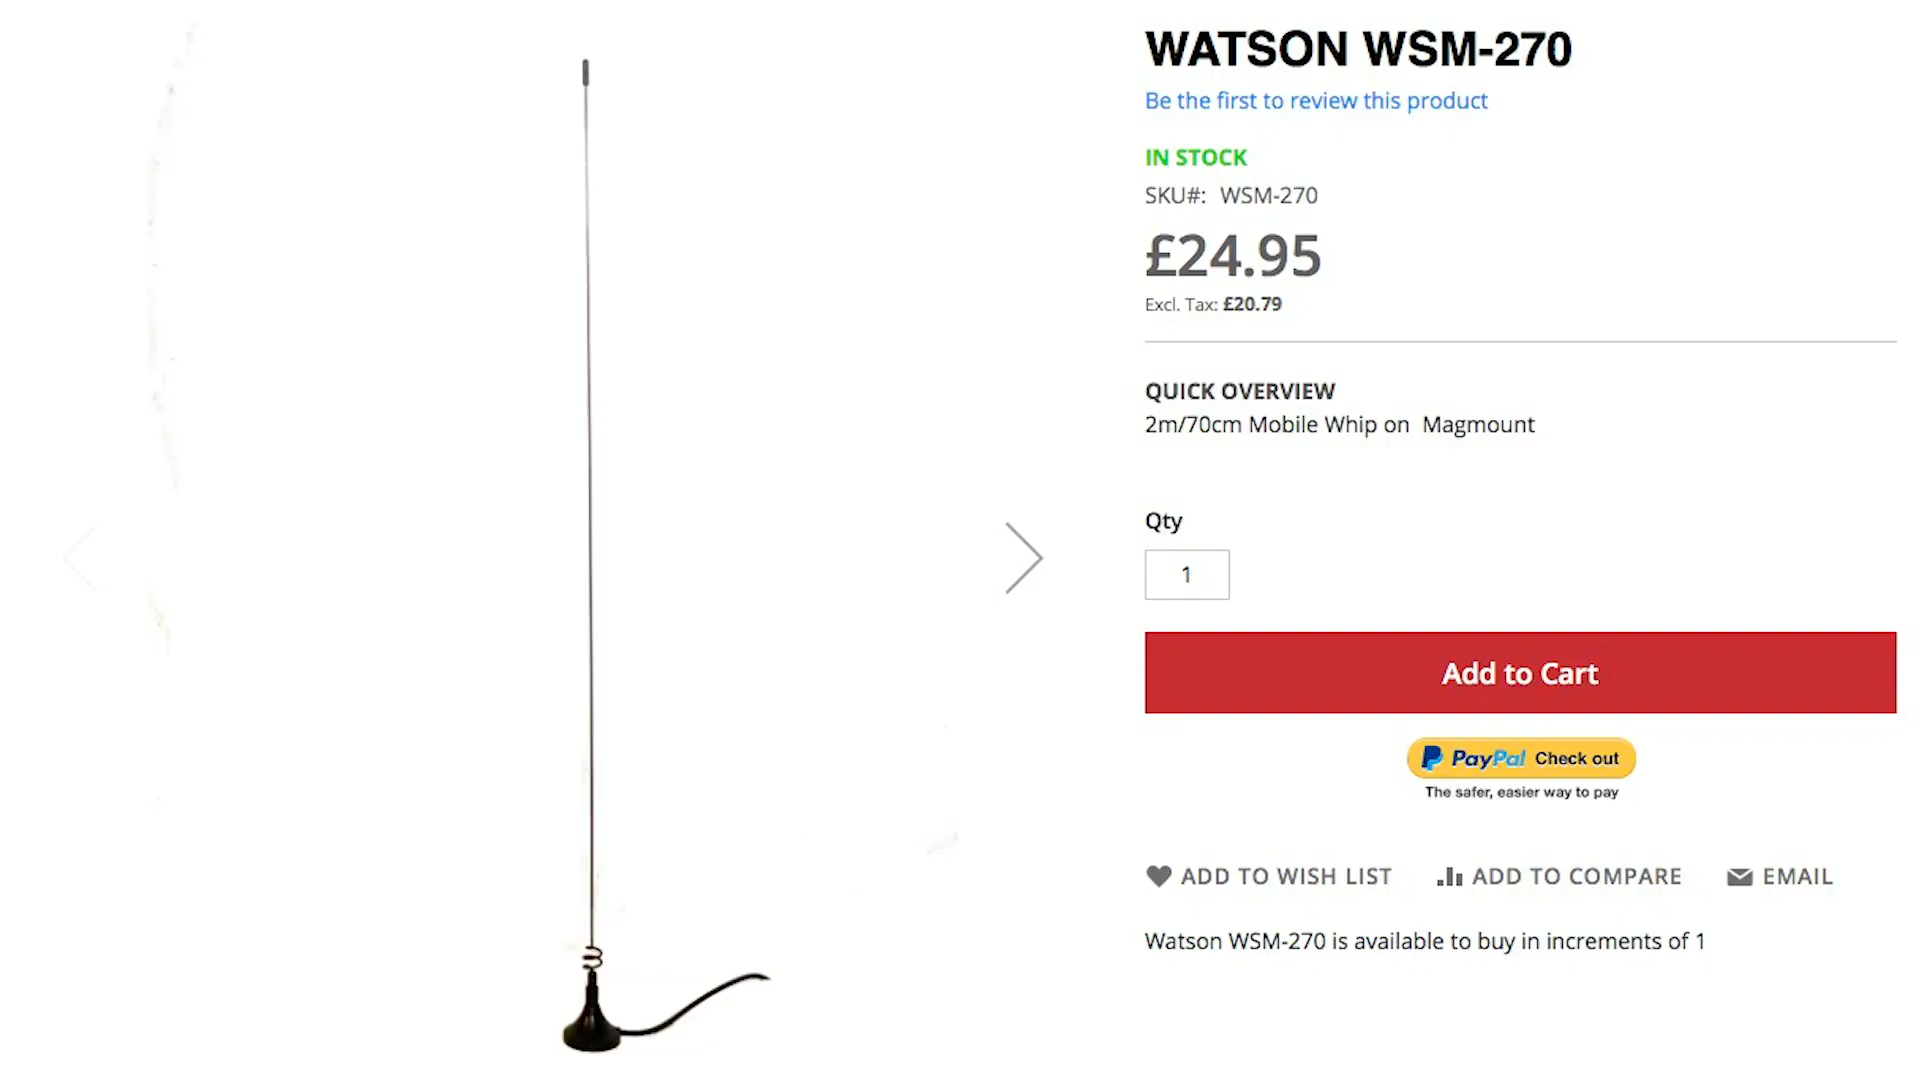 WATSON WSM-270
Be the first to review this product
IN STOCK
SKU#: WSM-270
£24.95
Excl. Tax: £20.79
QUICK OVERVIEW
2m/70cm Mobile Whip on Magmount
Qty
1
Add to Cart
PayPal Check out
The safer, easier way to pay
ADD TO WISH LIST ADD TO COMPARE EMAIL
Watson WSM-270 is available to buy in increments of 1